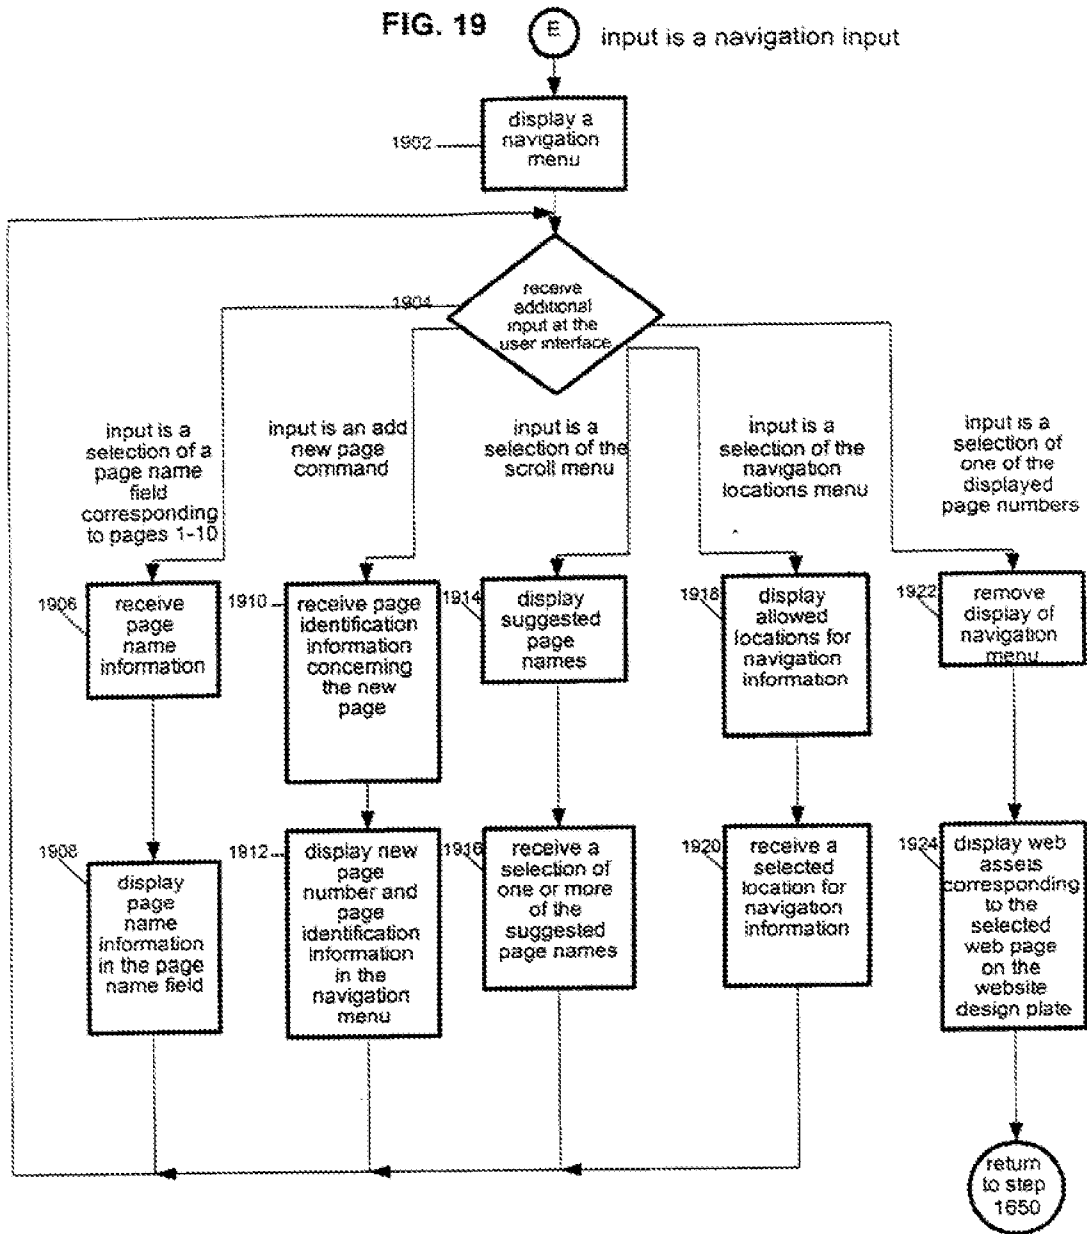 FIG. 19
E
input is a navigation input
1902
display a
navigation
menu
1904
receive
additional
input at the
user interface
input is a
selection of a
page name
field
corresponding
to pages 1-10
input is an add
new page
command
input is a
selection of the
scroll menu
input is a
selection of the
navigation
locations menu
input is a
selection of
one of the
displayed
page numbers
1906
receive
page
name
information
1910
receive page
identification
information
concerning
the new
page
1914
display
suggested
page
names
1918
display
allowed
locations for
navigation
information
1922
remove
display of
navigation
menu
1908
display
page
name
information
in the page
name field
1912
display new
page
number and
page
identification
information
in the
navigation
menu
1916
receive a
selection of
one or more
of the
suggested
page names
1920
receive a
selected
location for
navigation
information
1924
display web
assets
corresponding
to the
selected
web page
on the
website
design plate
return
to step
1650